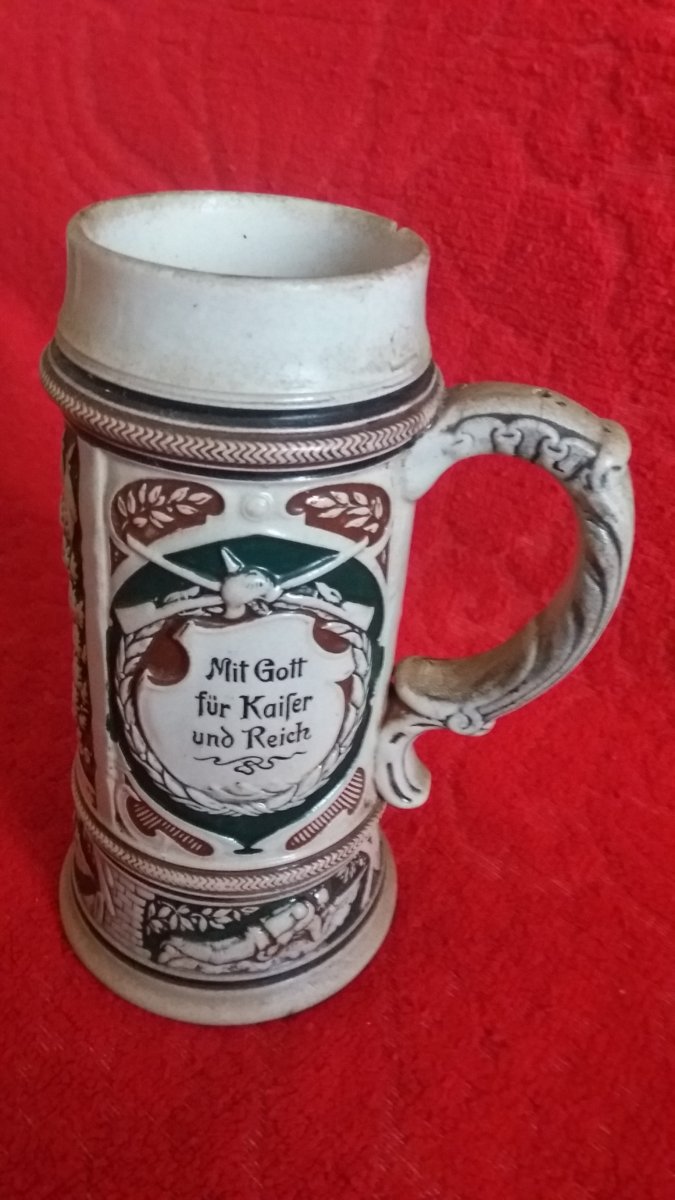 Mit Gott
für Kaiſer
und Reich